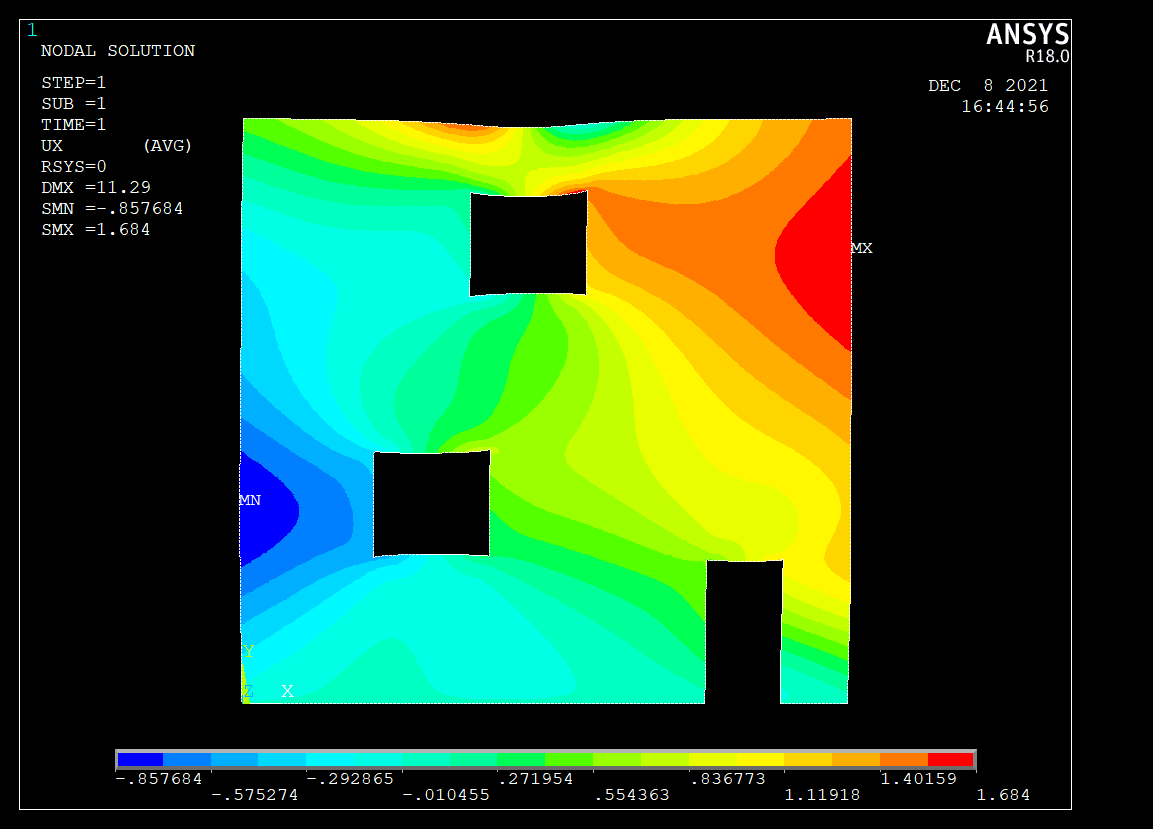 1
ANSYS
R18.0
NODAL SOLUTION
DEC  8 2021
16:44:56
STEP=1
SUB =1
TIME=1
UX       (AVG)
RSYS=0
DMX =11.29
SMN =-.857684
SMX =1.684
MX
MN
Y
Z X
-.857684 -.292865 .271954 .836773 1.40159
-.575274 -.010455 .554363 1.11918 1.684